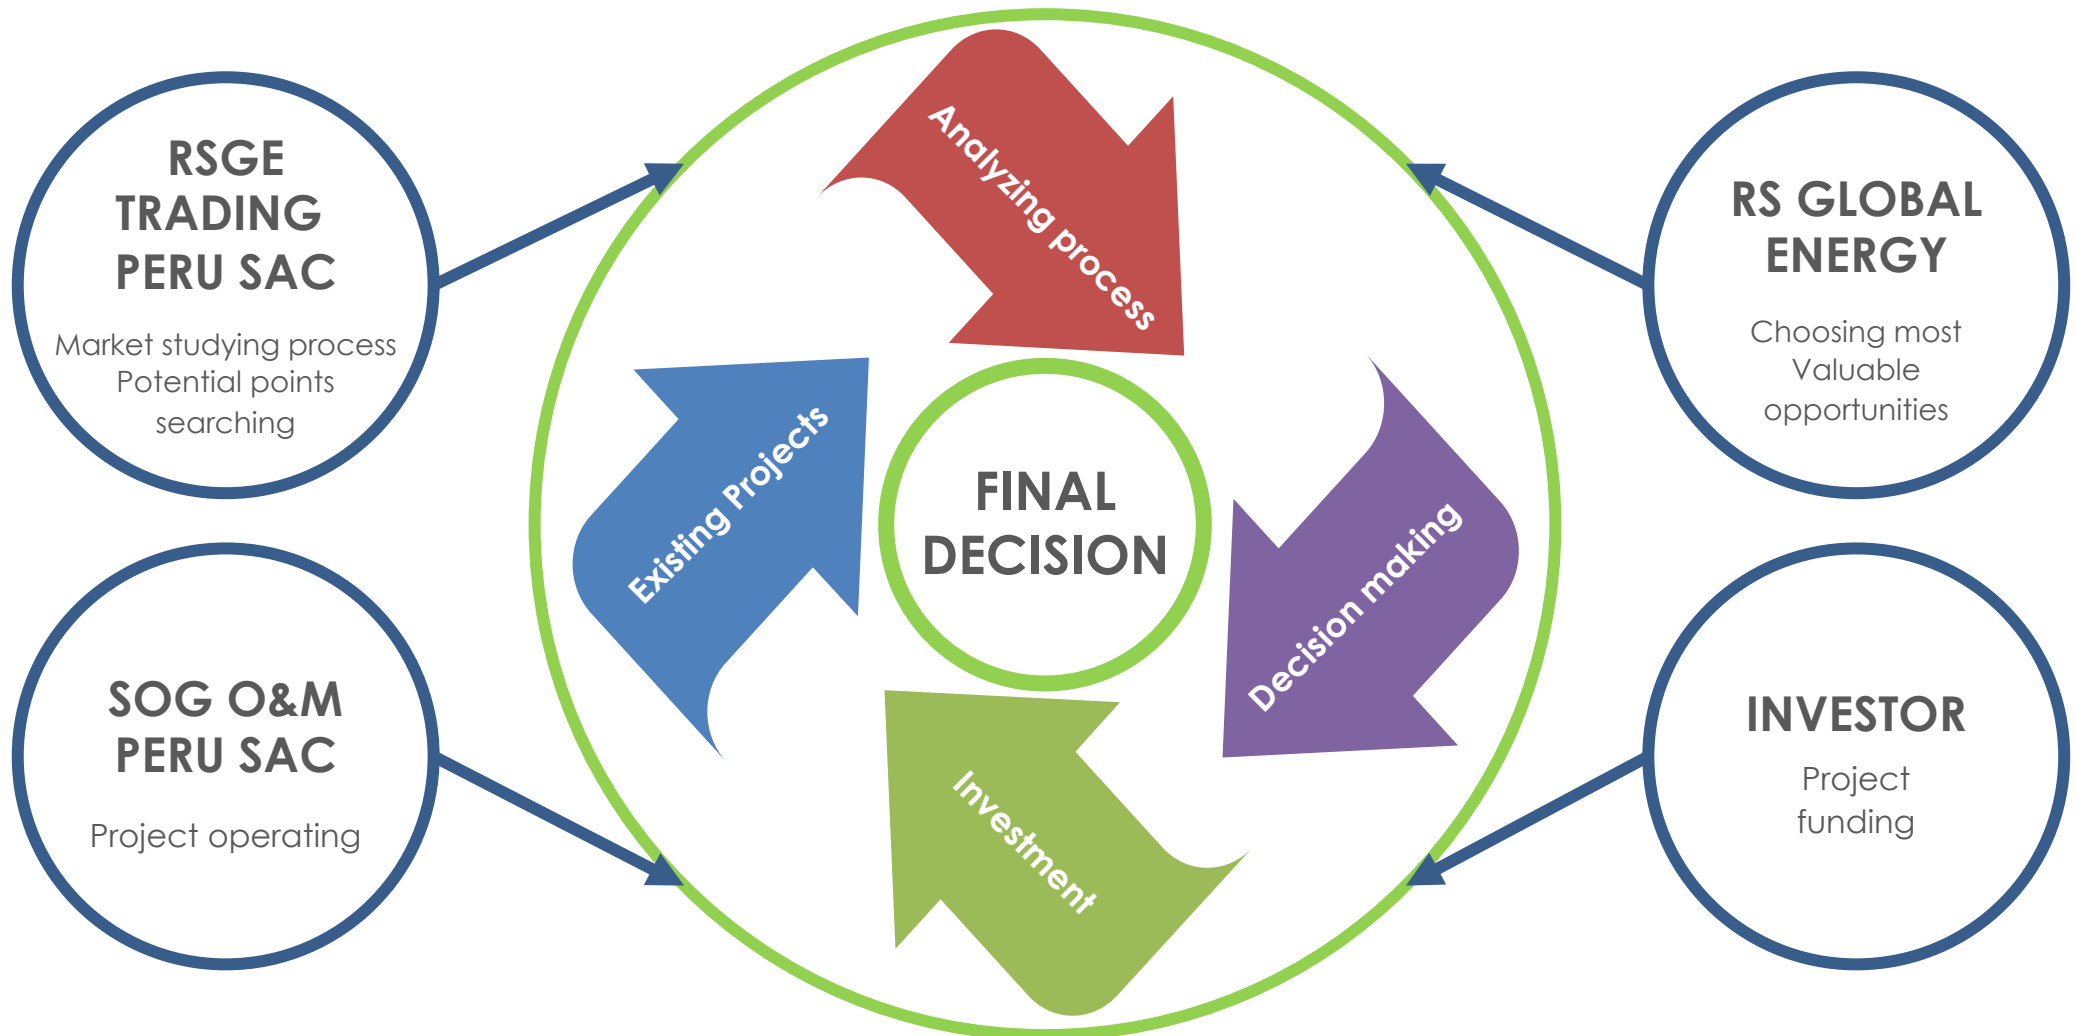 RSGE
TRADING
PERU SAC
Market studying process
Potential points
searching
SOG O&M
PERU SAC
Project operating
Analyzing process
Existing Projects
FINAL
DECISION
Decision making
Investment
RS GLOBAL
ENERGY
Choosing most
Valuable
opportunities
INVESTOR
Project
funding